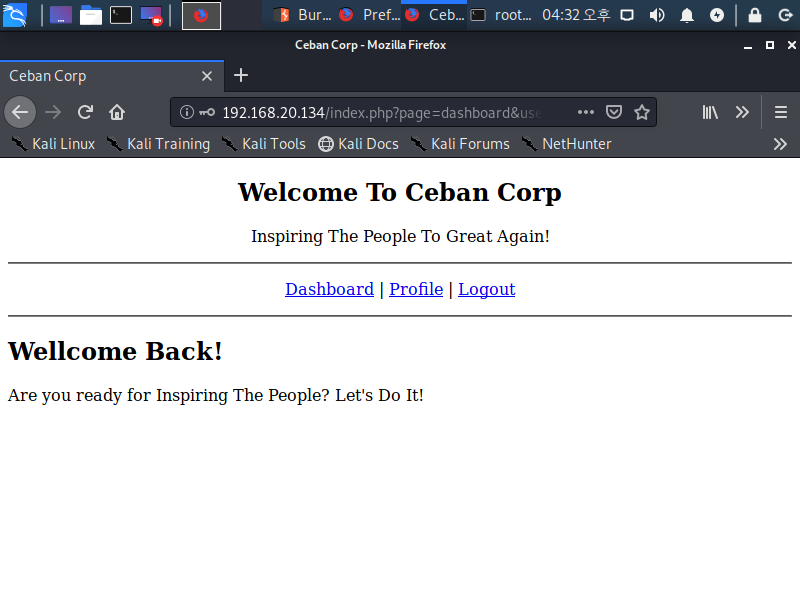 Bur... Pref... Ceb... root... 04:32 오후
Ceban Corp - Mozilla Firefox
Ceban Corp
192.168.20.134/index.php?page=dashboard&use
Kali Linux Kali Training Kali Tools Kali Docs Kali Forums NetHunter
Welcome To Ceban Corp
Inspiring The People To Great Again!
Dashboard | Profile | Logout
Wellcome Back!
Are you ready for Inspiring The People? Let's Do It!